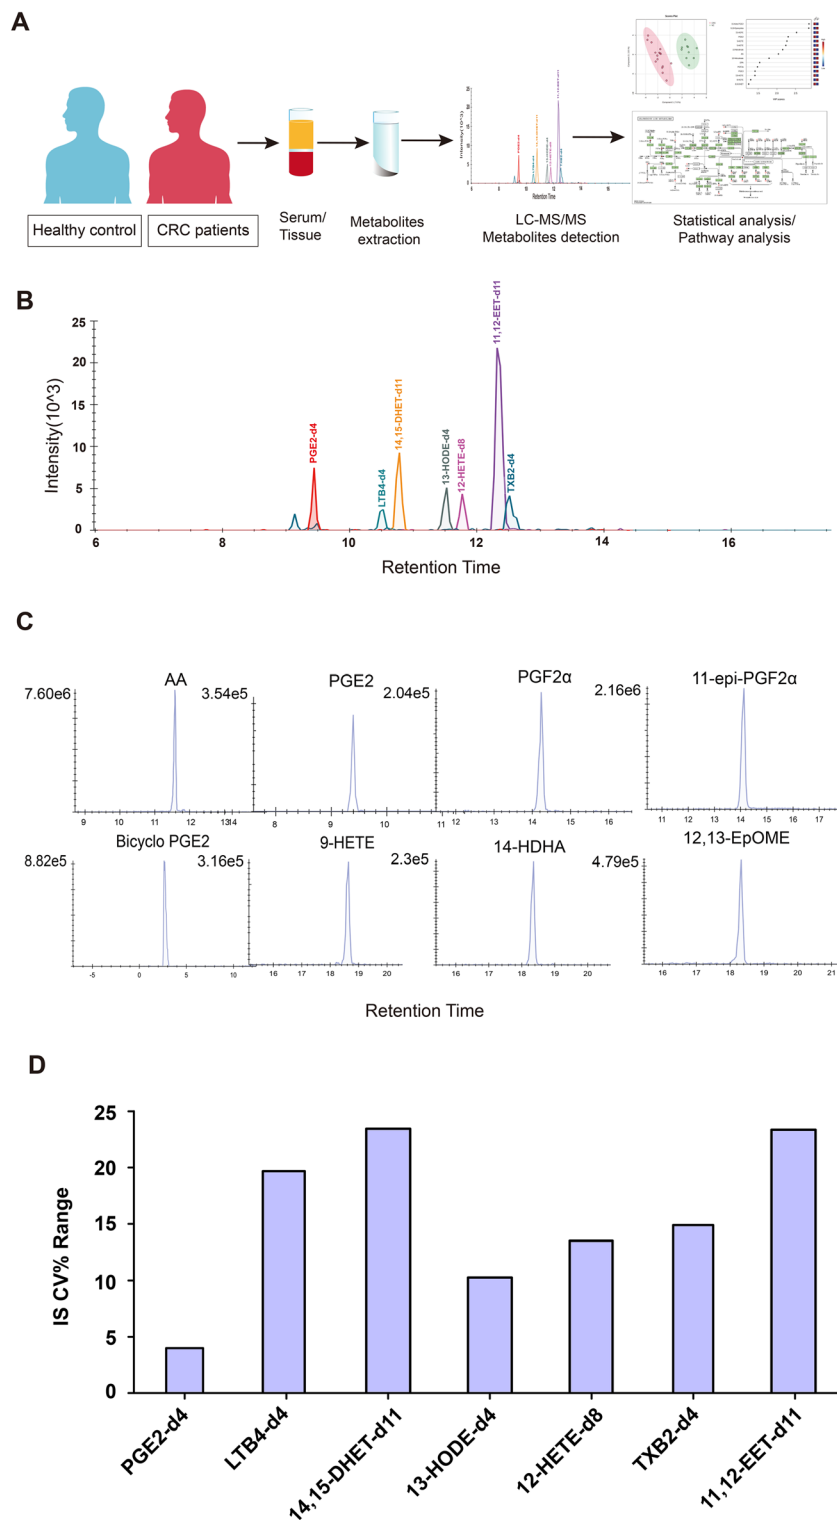 A
Healthy control
CRC patients
Serum/
Tissue
Metabolites
extraction
Intensity(10^3)
Retention Time
LC-MS/MS
Metabolites detection
Statistical analysis/
Pathway analysis
B
Intensity(10^3)
25
20
15
10
5
0
PGE2-d4
LTB4-d4
14,15-DHET-d11
13-HODE-d4
12-HETE-d8
11,12-EET-d11
TXB2-d4
6 8 10 12 14 16
Retention Time
C
AA
7.60e6
9 10 11 12 13 14
PGE2
3.54e5
8 9 10 11
PGF2α
2.04e5
12 13 14 15 16
11-epi-PGF2α
2.16e6
11 12 13 14 15 16 17
Bicyclo PGE2
8.82e5
-5 0 5 10
9-HETE
3.16e5
16 17 18 19 20
14-HDHA
2.3e5
16 17 18 19 20
12,13-EpOME
4.79e5
16 17 18 19 20 21
Retention Time
D
IS CV% Range
25
20
15
10
5
0
PGE2-d4
LTB4-d4
14,15-DHET-d11
13-HODE-d4
12-HETE-d8
TXB2-d4
11,12-EET-d11